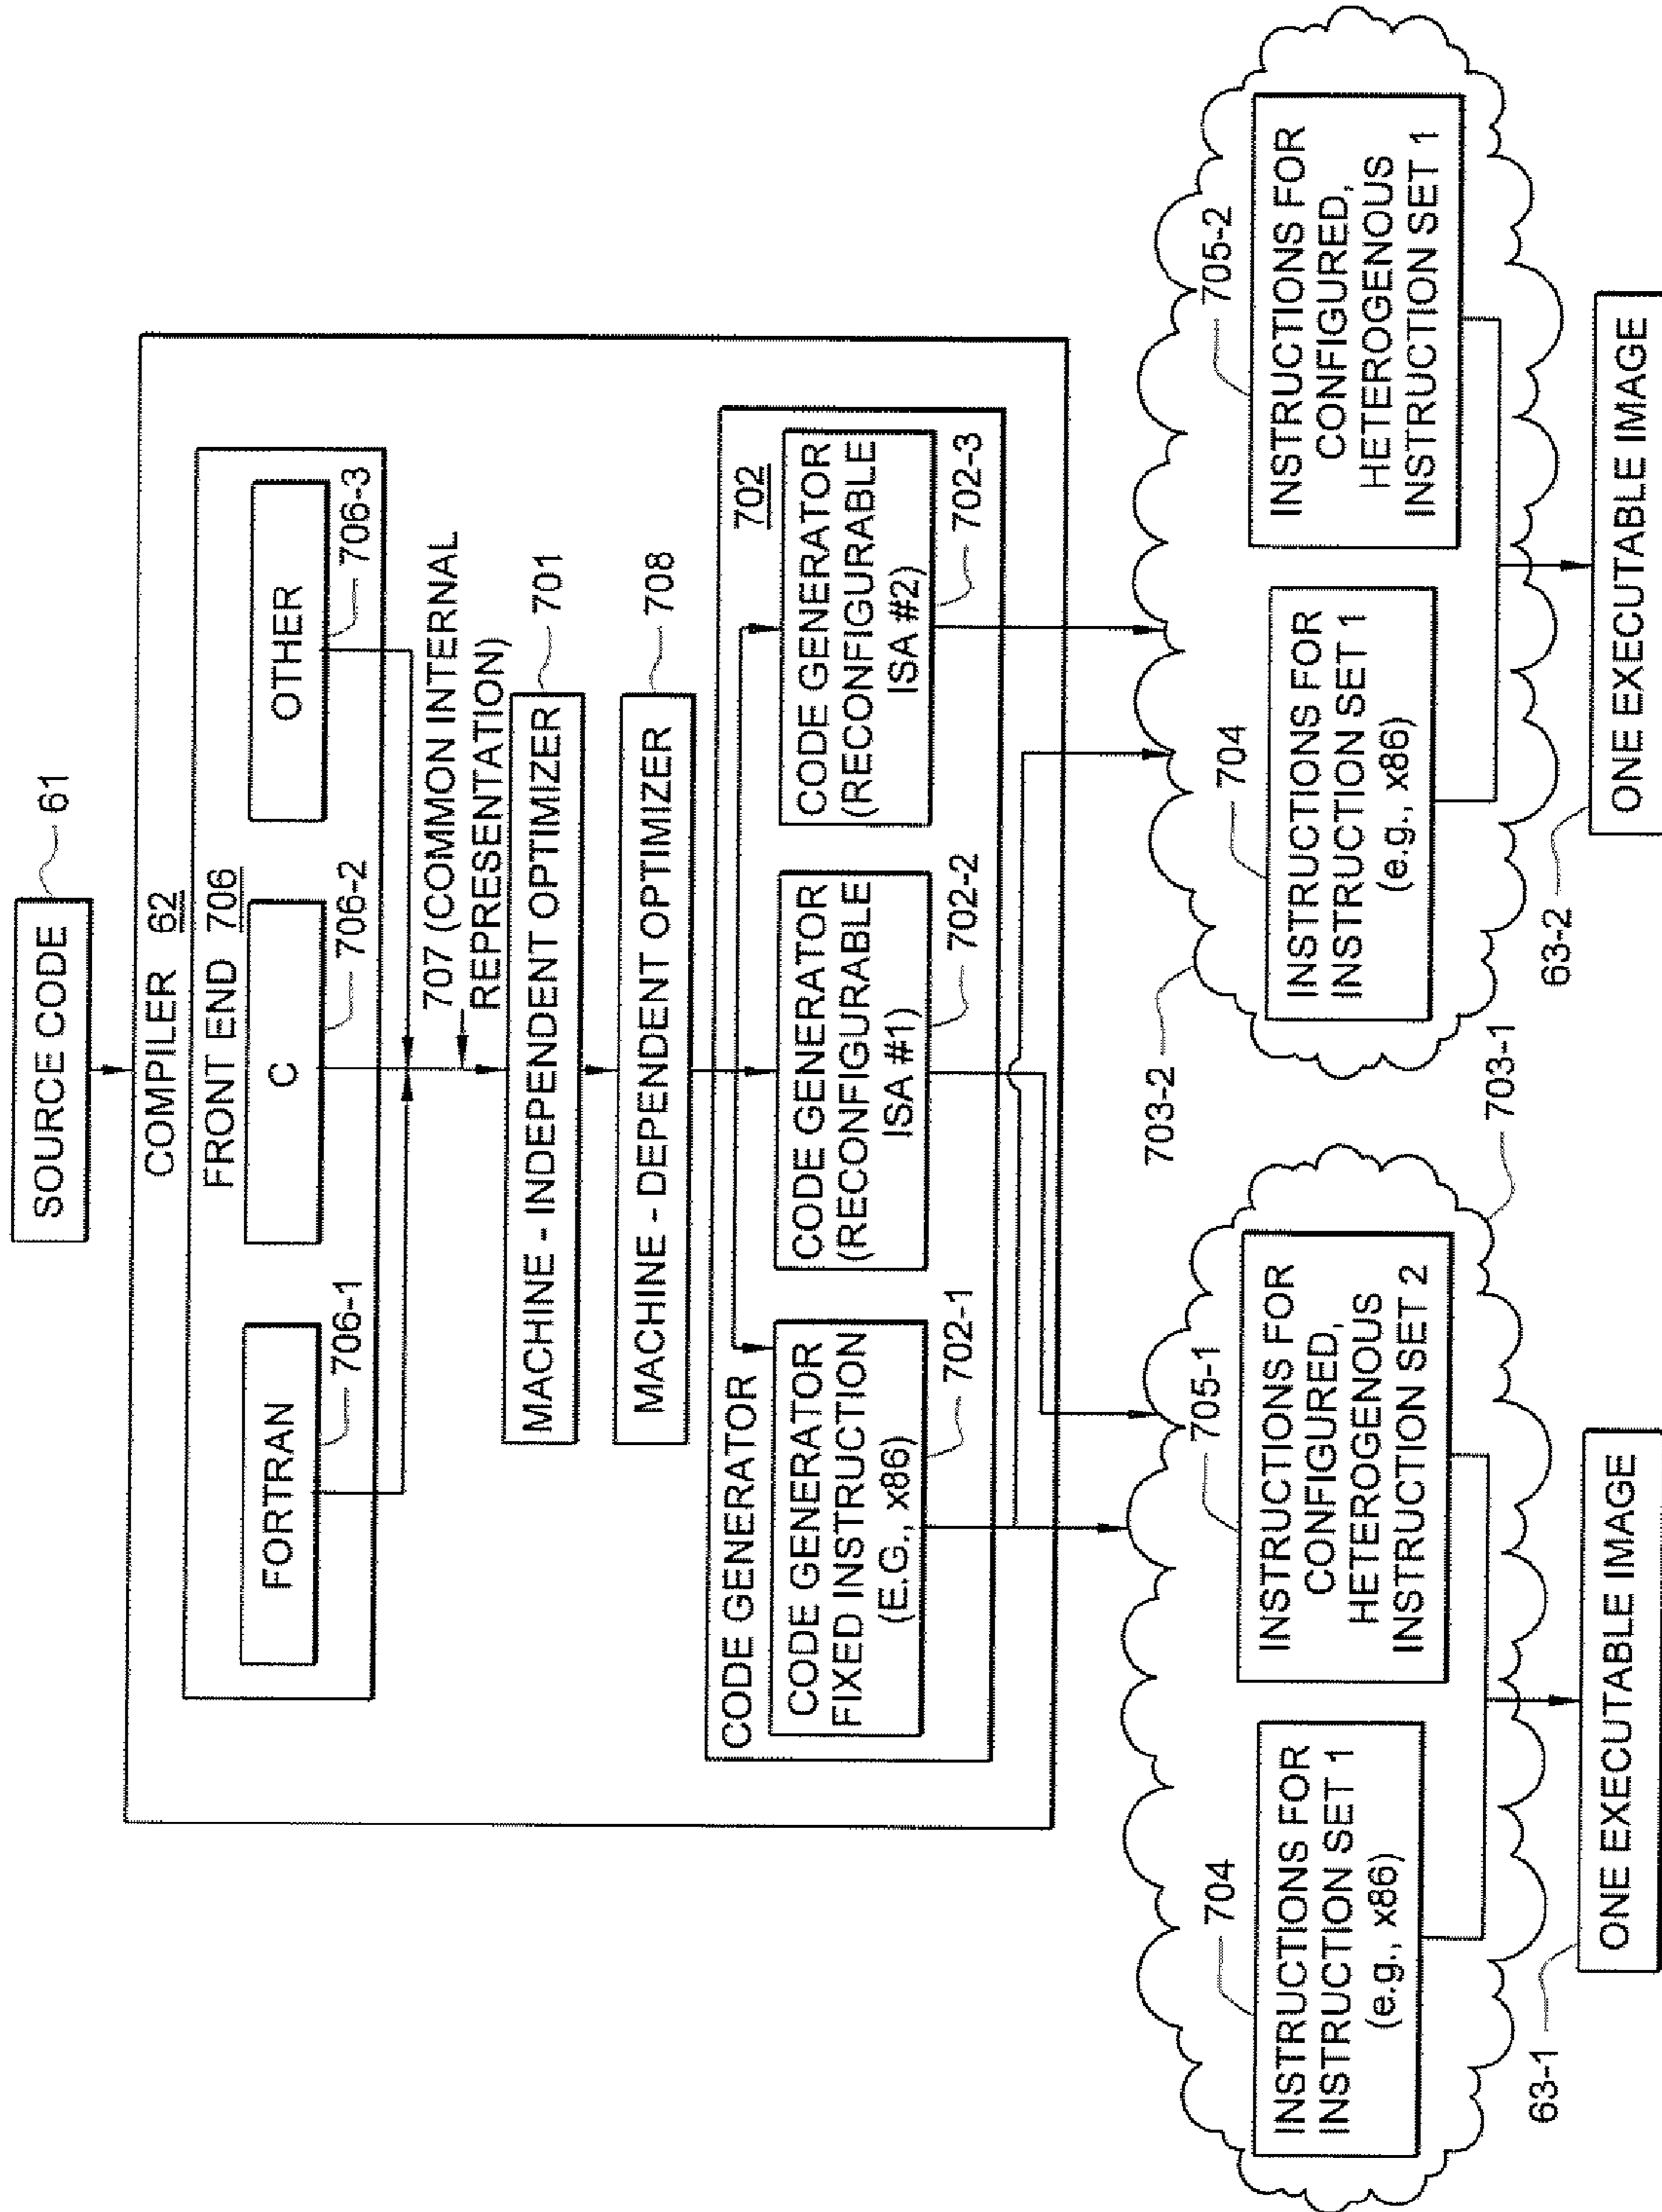 SOURCE CODE
61
COMPILER 62
FRONT END 706
FORTRAN
706-1
C
706-2
OTHER
706-3
707 (COMMON INTERNAL
REPRESENTATION)
MACHINE - INDEPENDENT OPTIMIZER
701
MACHINE - DEPENDENT OPTIMIZER
708
CODE GENERATOR
702
CODE GENERATOR
FIXED INSTRUCTION
(E.G., x86)
702-1
CODE GENERATOR
(RECONFIGURABLE
ISA #1)
702-2
CODE GENERATOR
(RECONFIGURABLE
ISA #2)
702-3
704
INSTRUCTIONS FOR
INSTRUCTION SET 1
(e.g., x86)
705-1
INSTRUCTIONS FOR
CONFIGURED,
HETEROGENOUS
INSTRUCTION SET 2
703-1
63-1
ONE EXECUTABLE IMAGE
703-2
704
INSTRUCTIONS FOR
INSTRUCTION SET 1
(e.g., x86)
705-2
INSTRUCTIONS FOR
CONFIGURED,
HETEROGENOUS
INSTRUCTION SET 1
63-2
ONE EXECUTABLE IMAGE